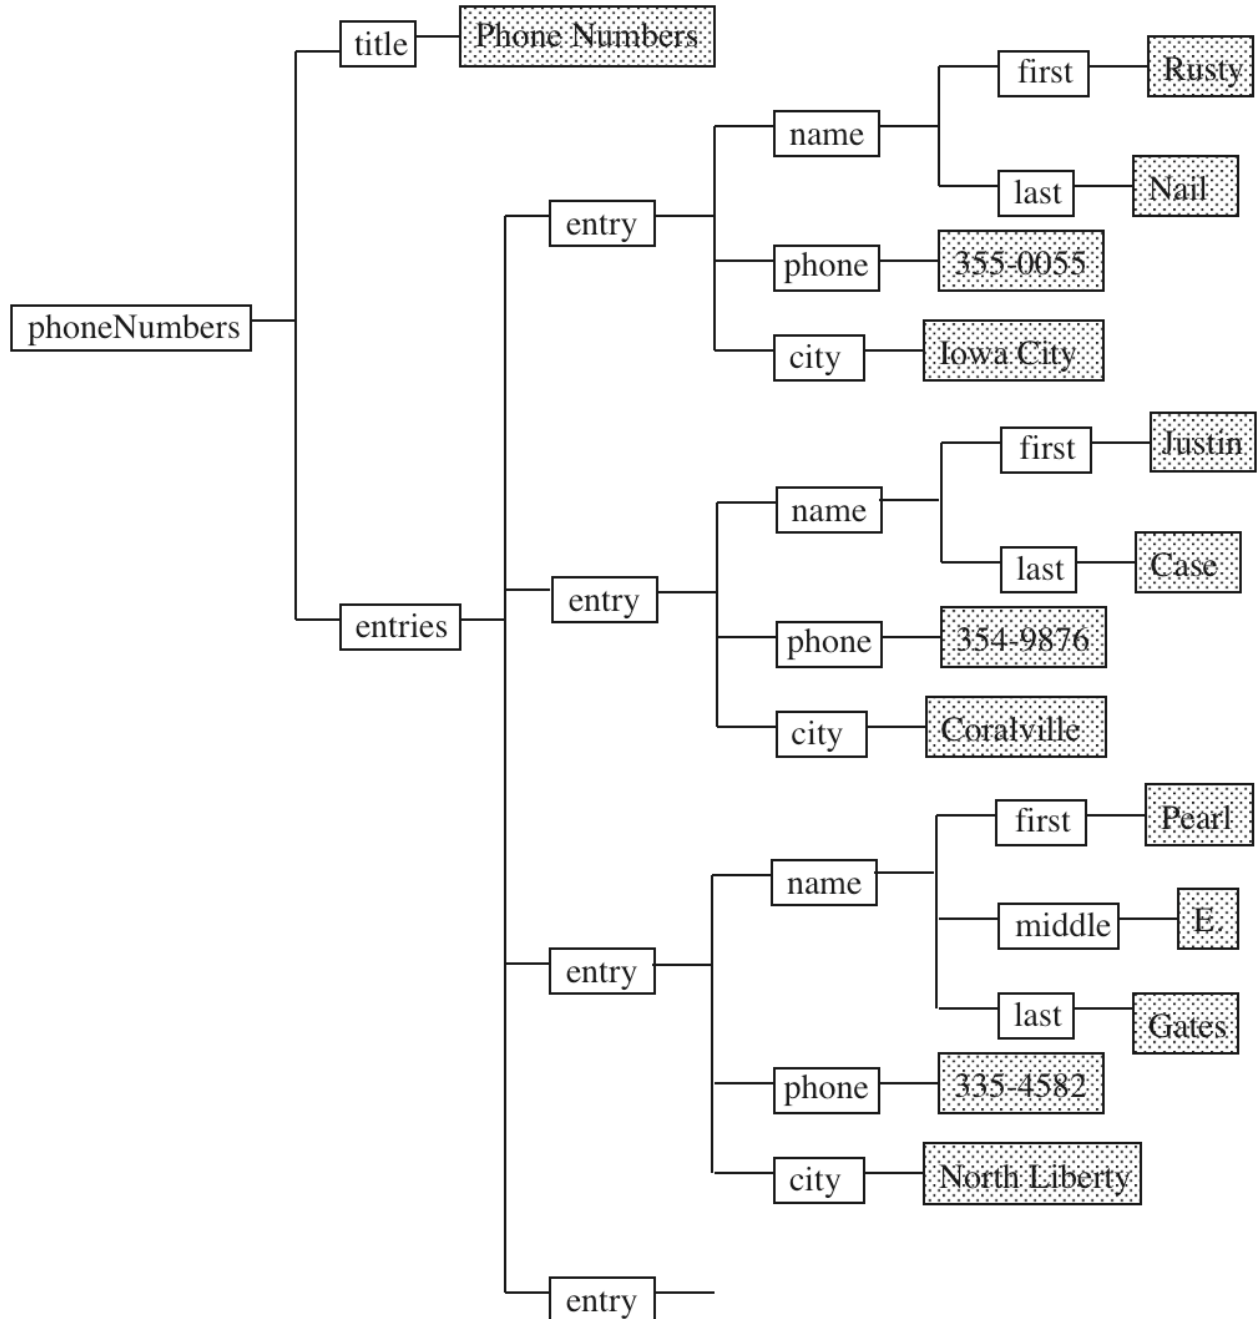 title
Phone Numbers
first
Rusty
name
last
Nail
entry
phone
355-0055
phoneNumbers
city
Iowa City
first
Justin
name
last
Case
entry
entries
phone
354-9876
city
Coralville
first
Pearl
name
middle
E.
entry
last
Gates
phone
335-4582
city
North Liberty
entry